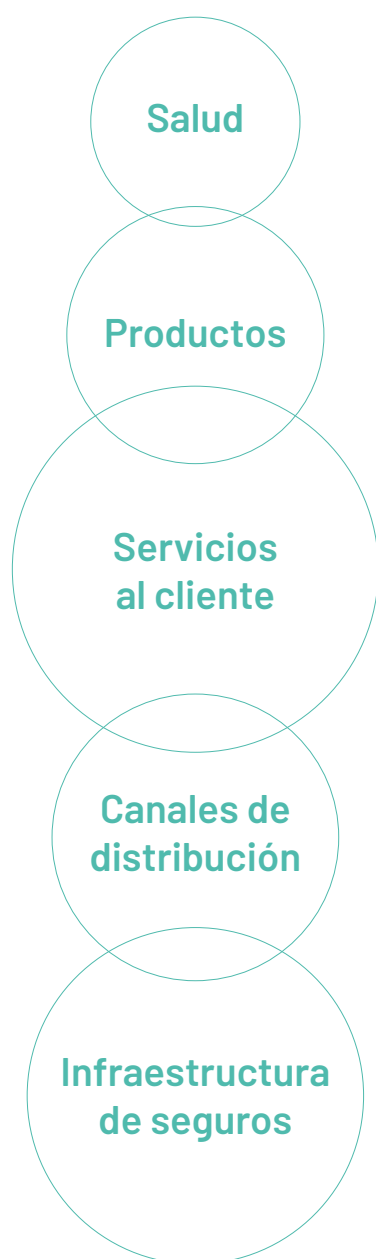 Salud
Productos
Servicios
al cliente
Canales de
distribución
Infraestructura
de seguros